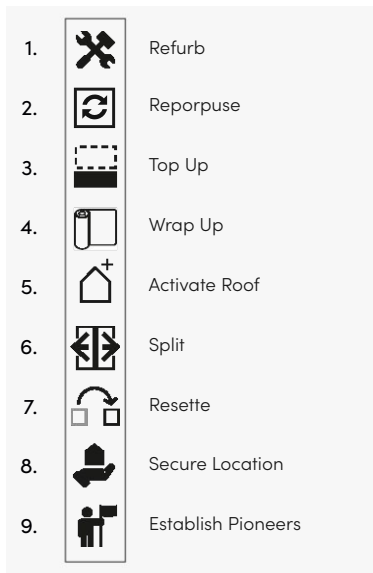 1. Refurb
2. Reporpuse
3. Top Up
4. Wrap Up
5. Activate Roof
6. Split
7. Resette
8. Secure Location
9. Establish Pioneers